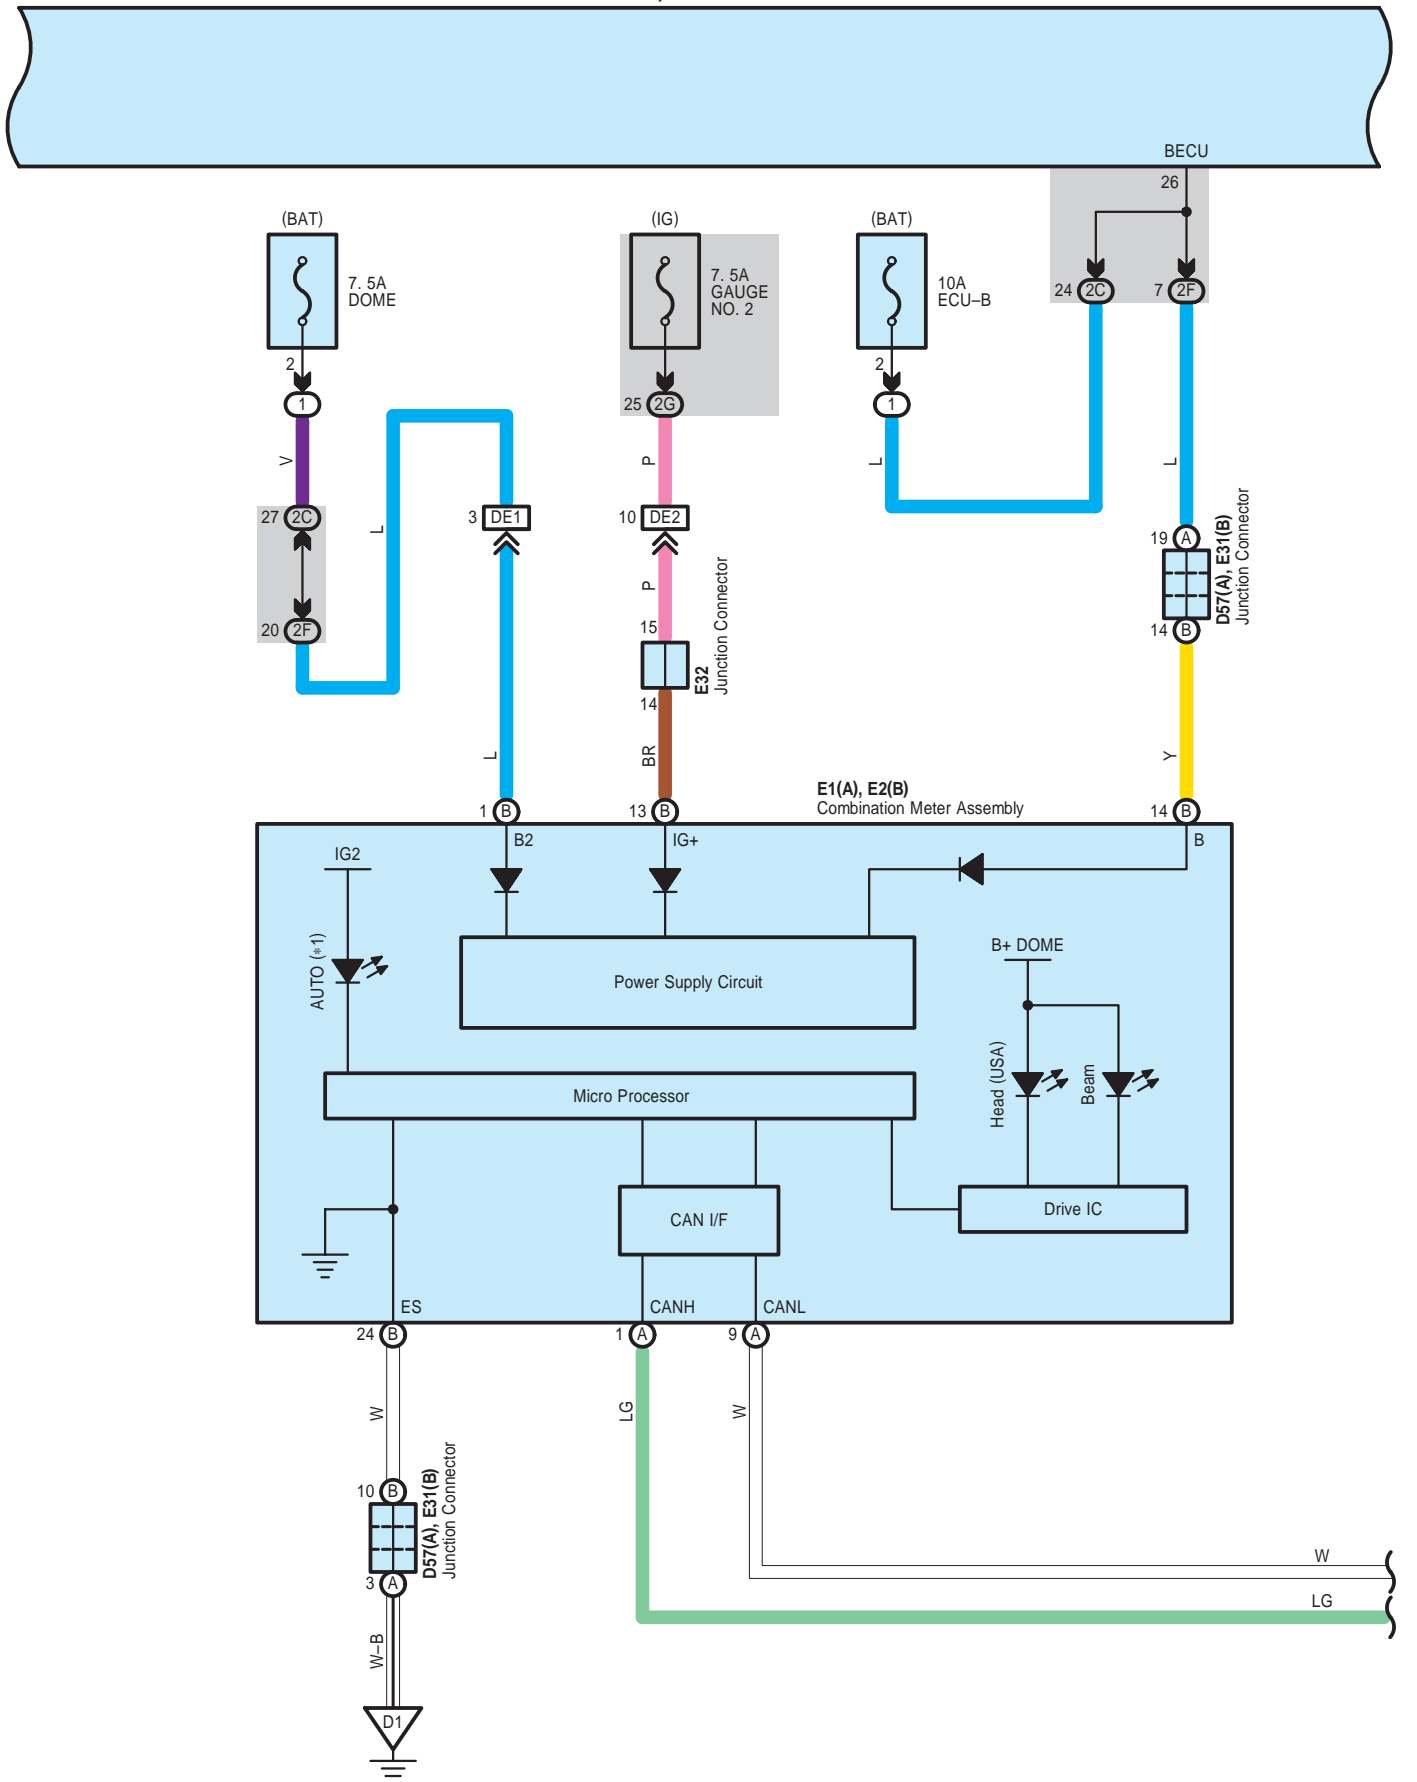 BECU
26
(BAT)
(IG)
(BAT)
7. 5A
DOME
7. 5A
GAUGE
NO. 2
10A
ECU–B
24 2C
7 2F
2
2
1
25 2G
1
V
L
P
L
L
27 2C
3 DE1
10 DE2
19 A
D57(A), E31(B)
Junction Connector
P
20 2F
15
E32
Junction Connector
14 B
14
L
BR
Y
E1(A), E2(B)
Combination Meter Assembly
1 B
13 B
14 B
B2
IG+
B
IG2
AUTO (*1)
B+ DOME
Power Supply Circuit
Head (USA)
Beam
Micro Processor
CAN I/F
Drive IC
ES
CANH
CANL
24 B
1 A
9 A
W
LG
W
10 B
D57(A), E31(B)
Junction Connector
3 A
W
LG
W–B
D1